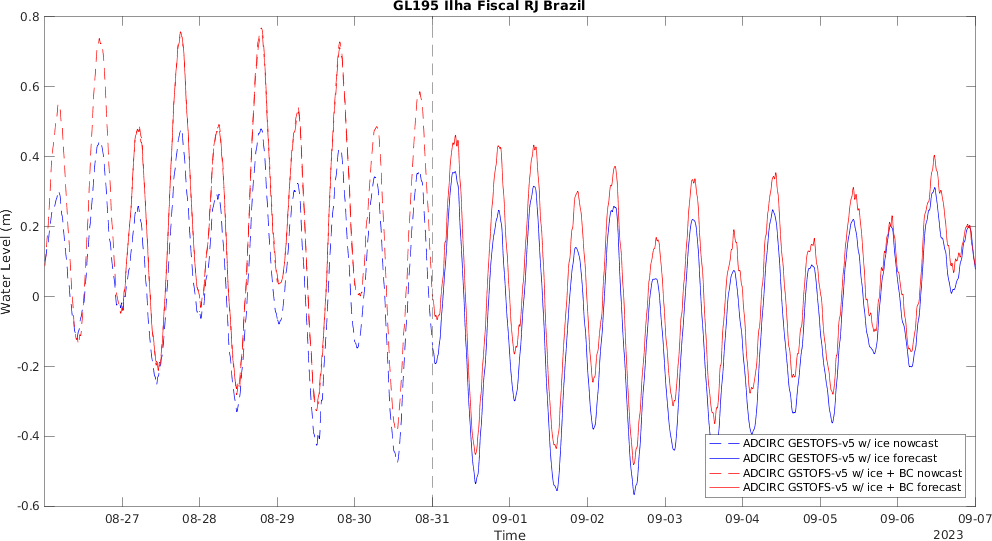 GL195 Ilha Fiscal RJ Brazil
0.8
0.6
0.4
0.2
0
-0.2
-0.4
-0.6
Water Level (m)
ADCIRC GESTOFS-v5 w/ ice nowcast
ADCIRC GESTOFS-v5 w/ ice forecast
ADCIRC GSTOFS-v5 w/ ice + BC nowcast
ADCIRC GSTOFS-v5 w/ ice + BC forecast
08-27 08-28 08-29 08-30 08-31 09-01 09-02 09-03 09-04 09-05 09-06 09-07
Time
2023